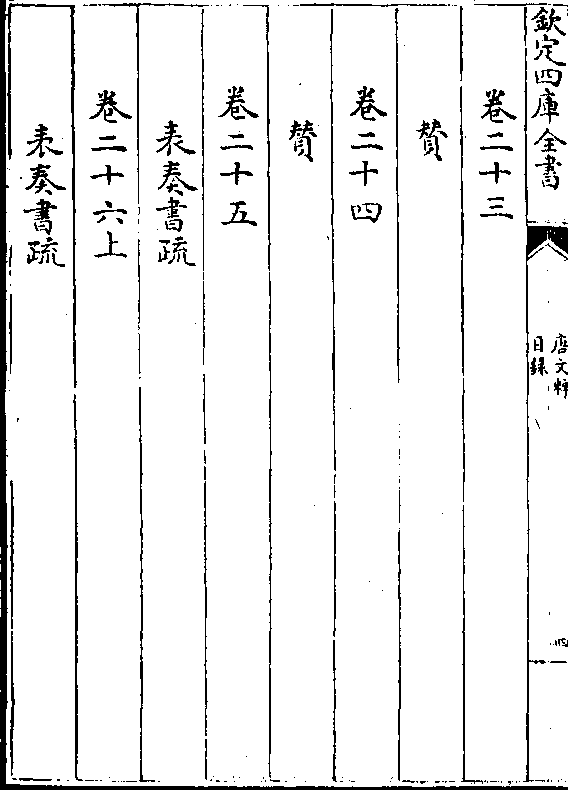 欽定四庫全書
唐文粹
目録
卷二十三
贊
卷二十四
贊
卷二十五
表奏書疏
卷二十六上
表奏書疏